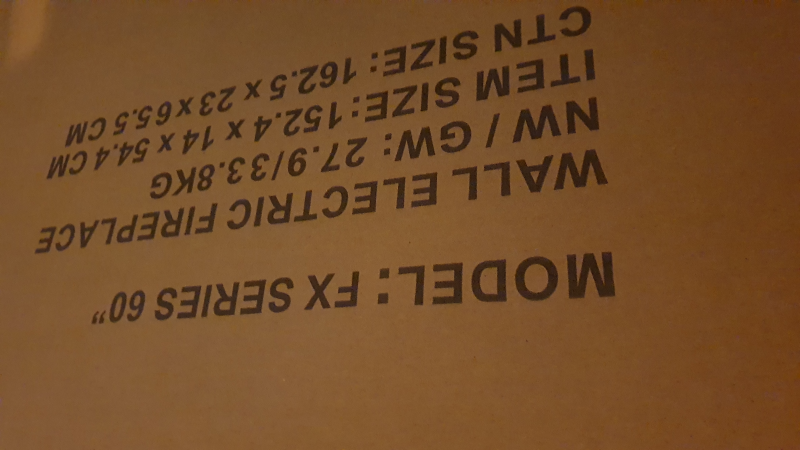 MODEL: FX SERIES 60”
WALL ELECTRIC FIREPLACE
NW / GW: 27.9/33.8KG
ITEM SIZE:152.4 x 14 x 54.4 CM
CTN SIZE: 162.5 x 23 x 65.5 CM